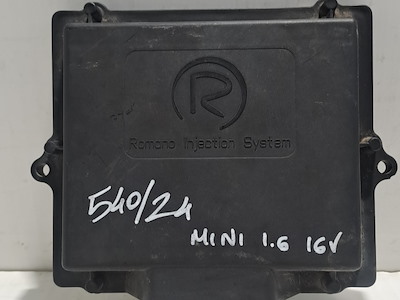 R
Romano Injection System
540/24
MINI 1.6 16V